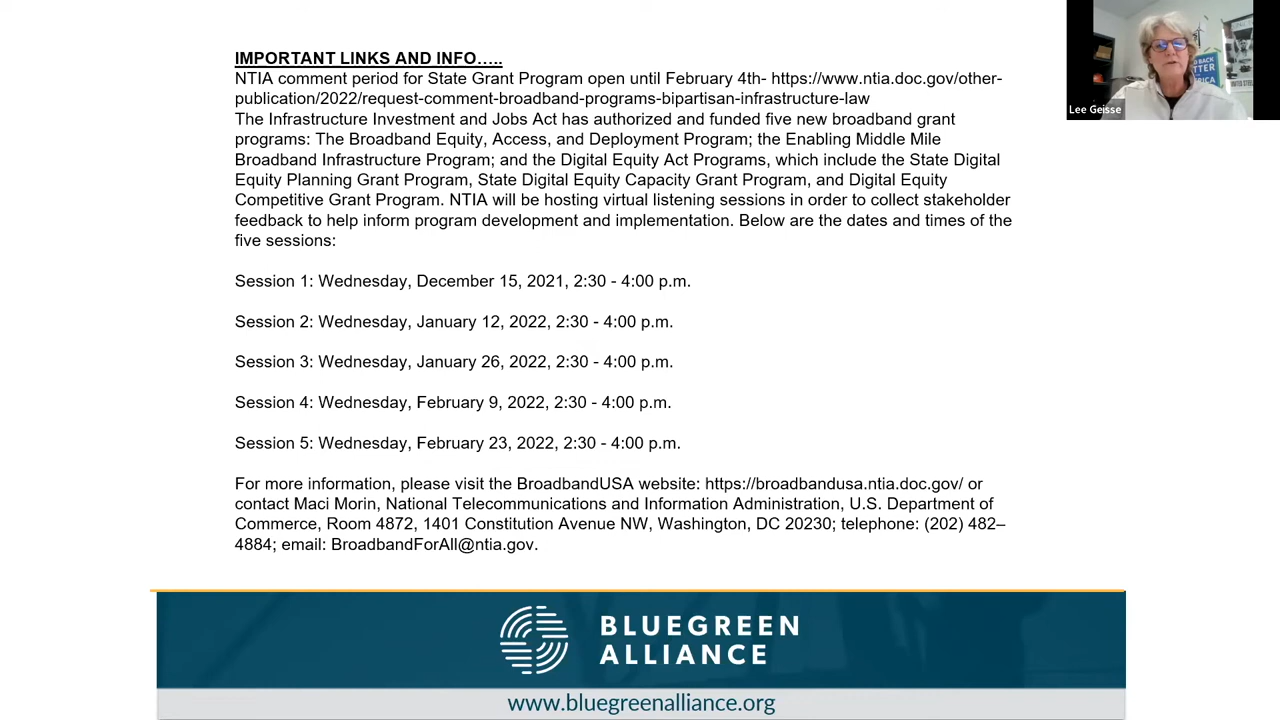 IMPORTANT LINKS AND INFO.....
NTIA comment period for State Grant Program open until February 4th- https://www.ntia.doc.gov/other-
publication/2022/request-comment-broadband-programs-bipartisan-infrastructure-law
The Infrastructure Investment and Jobs Act has authorized and funded five new broadband grant
programs: The Broadband Equity, Access, and Deployment Program; the Enabling Middle Mile
Broadband Infrastructure Program; and the Digital Equity Act Programs, which include the State Digital
Equity Planning Grant Program, State Digital Equity Capacity Grant Program, and Digital Equity
Competitive Grant Program. NTIA will be hosting virtual listening sessions in order to collect stakeholder
feedback to help inform program development and implementation. Below are the dates and times of the
five sessions:
Session 1: Wednesday, December 15, 2021, 2:30 - 4:00 p.m.
Session 2: Wednesday, January 12, 2022, 2:30 - 4:00 p.m.
Session 3: Wednesday, January 26, 2022, 2:30 - 4:00 p.m.
Session 4: Wednesday, February 9, 2022, 2:30 - 4:00 p.m.
Session 5: Wednesday, February 23, 2022, 2:30 - 4:00 p.m.
For more information, please visit the BroadbandUSA website: https://broadbandusa.ntia.doc.gov/ or
contact Maci Morin, National Telecommunications and Information Administration, U.S. Department of
Commerce, Room 4872, 1401 Constitution Avenue NW, Washington, DC 20230; telephone: (202) 482–
4884; email: BroadbandForAll@ntia.gov.
BLUEGREEN
ALLIANCE
www.bluegreenalliance.org
Lee Geisse